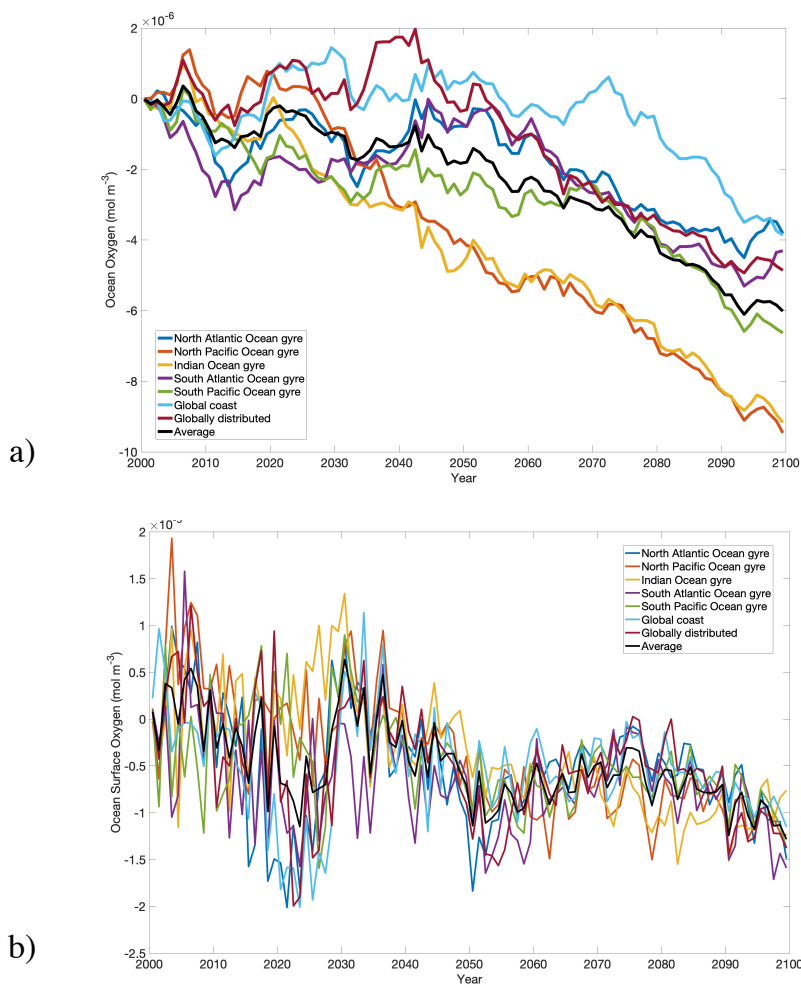 a)
×10⁻⁶
2
0
-2
-4
-6
-8
-10
Ocean Oxygen (mol m⁻³)
North Atlantic Ocean gyre
North Pacific Ocean gyre
Indian Ocean gyre
South Atlantic Ocean gyre
South Pacific Ocean gyre
Global coast
Globally distributed
Average
2000 2010 2020 2030 2040 2050 2060 2070 2080 2090 2100
Year
b)
2
1.5
1
0.5
0
-0.5
-1
-1.5
-2
-2.5
Ocean Surface Oxygen (mol m⁻³)
North Atlantic Ocean gyre
North Pacific Ocean gyre
Indian Ocean gyre
South Atlantic Ocean gyre
South Pacific Ocean gyre
Global coast
Globally distributed
Average
2000 2010 2020 2030 2040 2050 2060 2070 2080 2090 2100
Year